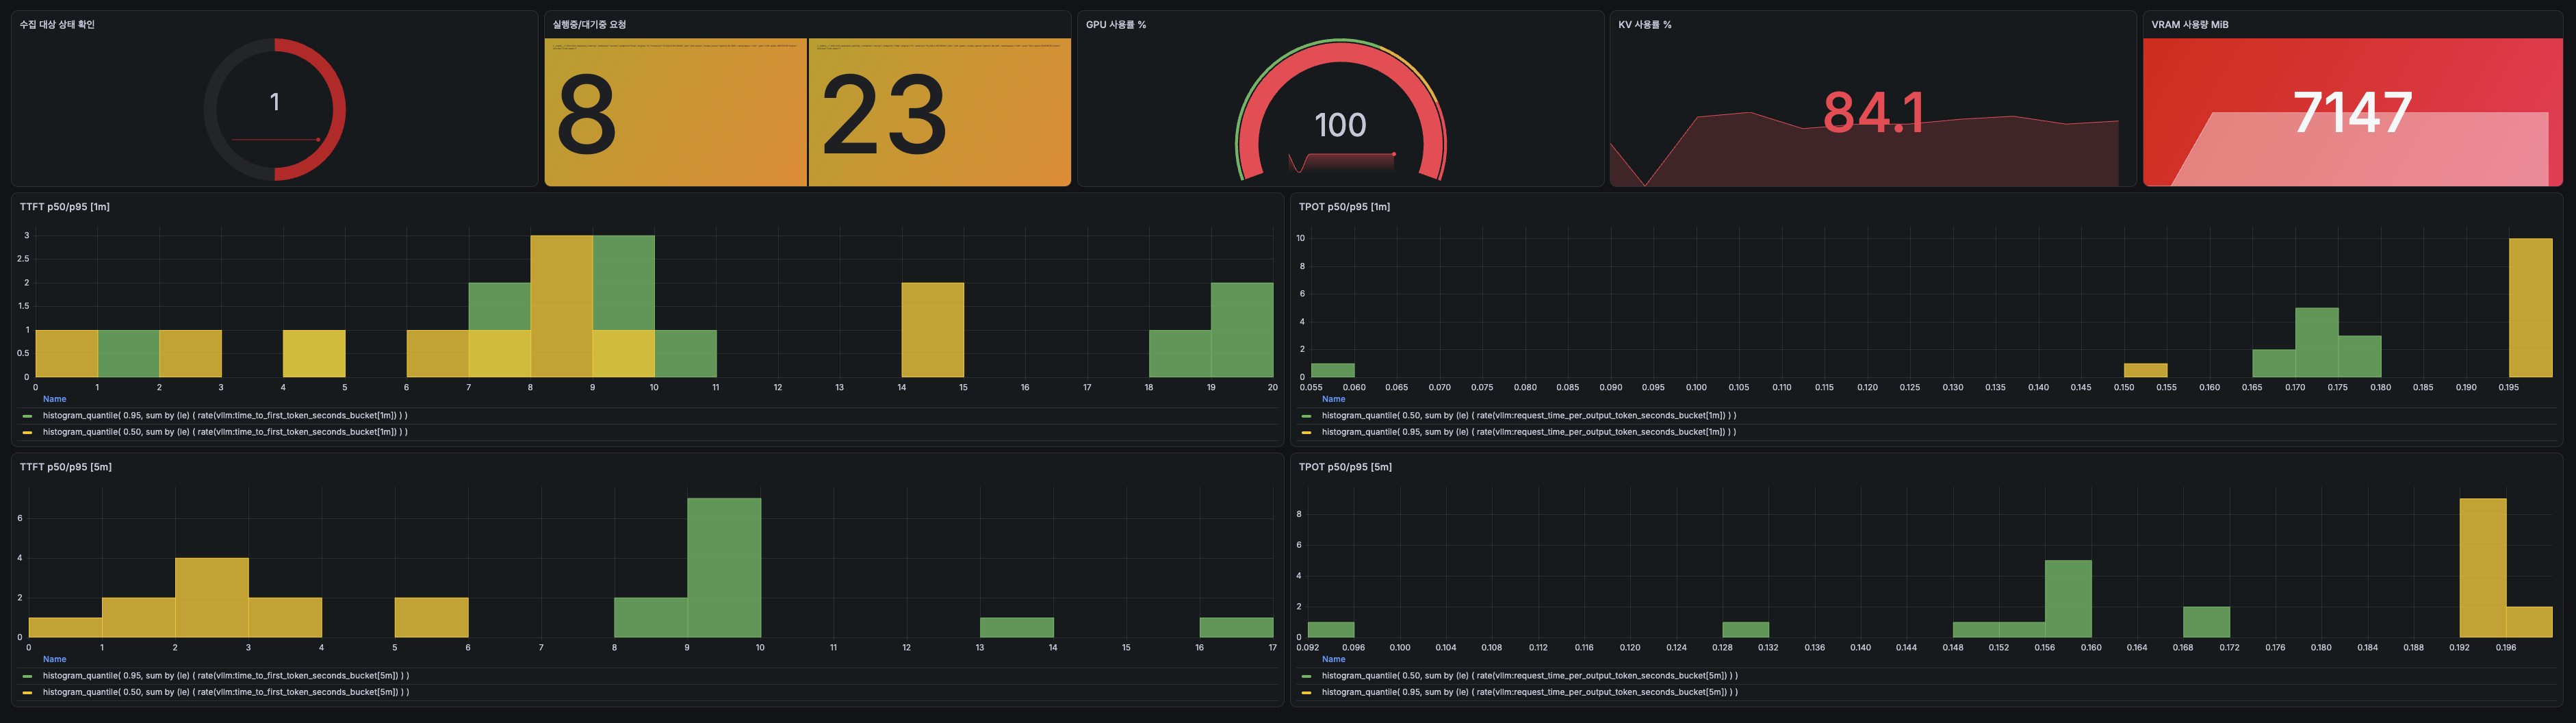 수집 대상 상태 확인
1
실행중/대기중 요청
8
23
GPU 사용률 %
100
KV 사용률 %
84.1
VRAM 사용량 MiB
7147
TTFT p50/p95 [1m]
3
2.5
2
1.5
1
0.5
0
0 1 2 3 4 5 6 7 8 9 10 11 12 13 14 15 16 17 18 19 20
Name
histogram_quantile( 0.95, sum by (le) ( rate(vllm:time_to_first_token_seconds_bucket[1m]) ) )
histogram_quantile( 0.50, sum by (le) ( rate(vllm:time_to_first_token_seconds_bucket[1m]) ) )
TPOT p50/p95 [1m]
10
8
6
4
2
0
0.055 0.060 0.065 0.070 0.075 0.080 0.085 0.090 0.095 0.100 0.105 0.110 0.115 0.120 0.125 0.130 0.135 0.140 0.145 0.150 0.155 0.160 0.165 0.170 0.175 0.180 0.185 0.190 0.195
Name
histogram_quantile( 0.50, sum by (le) ( rate(vllm:request_time_per_output_token_seconds_bucket[1m]) ) )
histogram_quantile( 0.95, sum by (le) ( rate(vllm:request_time_per_output_token_seconds_bucket[1m]) ) )
TTFT p50/p95 [5m]
6
4
2
0
0 1 2 3 4 5 6 7 8 9 10 11 12 13 14 15 16 17
Name
histogram_quantile( 0.95, sum by (le) ( rate(vllm:time_to_first_token_seconds_bucket[5m]) ) )
histogram_quantile( 0.50, sum by (le) ( rate(vllm:time_to_first_token_seconds_bucket[5m]) ) )
TPOT p50/p95 [5m]
8
6
4
2
0
0.092 0.096 0.100 0.104 0.108 0.112 0.116 0.120 0.124 0.128 0.132 0.136 0.140 0.144 0.148 0.152 0.156 0.160 0.164 0.168 0.172 0.176 0.180 0.184 0.188 0.192 0.196
Name
histogram_quantile( 0.50, sum by (le) ( rate(vllm:request_time_per_output_token_seconds_bucket[5m]) ) )
histogram_quantile( 0.95, sum by (le) ( rate(vllm:request_time_per_output_token_seconds_bucket[5m]) ) )